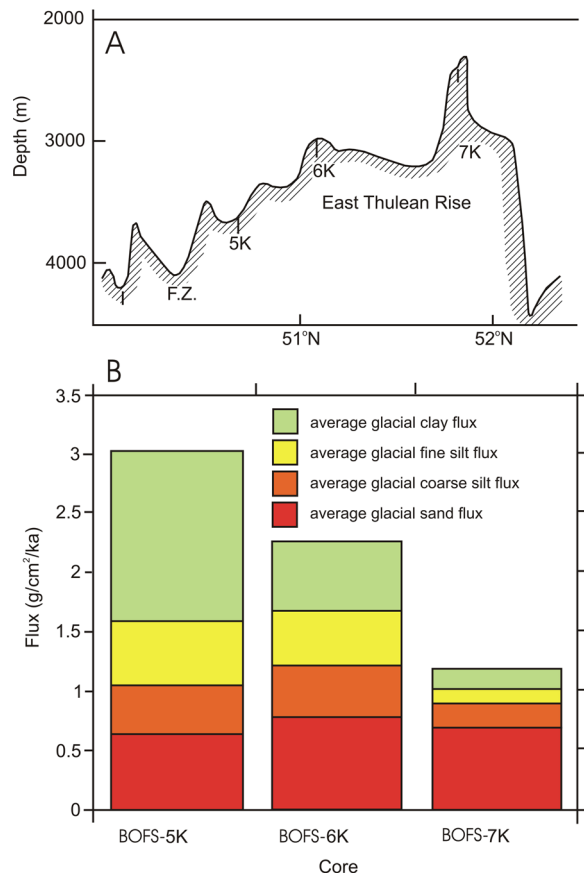 2000
A
3000
Depth (m)
6K
7K
East Thulean Rise
5K
4000
F.Z.
51°N
52°N
B
3.5
average glacial clay flux
average glacial fine silt flux
average glacial coarse silt flux
average glacial sand flux
3
2.5
2
1.5
1
0.5
0
Flux (g/cm²/ka)
BOFS-5K
BOFS-6K
BOFS-7K
Core